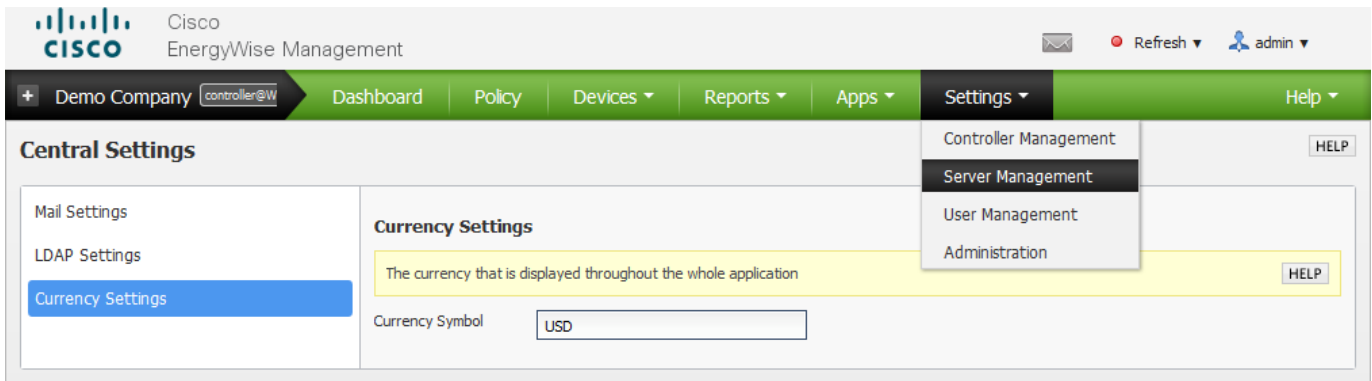 Cisco
CISCO EnergyWise Management
Refresh admin
+ Demo Company controller@W Dashboard Policy Devices Reports Apps Settings Help
Controller Management
Central Settings HELP
Server Management
Mail Settings User Management
Currency Settings
LDAP Settings Administration
The currency that is displayed throughout the whole application HELP
Currency Settings
Currency Symbol USD